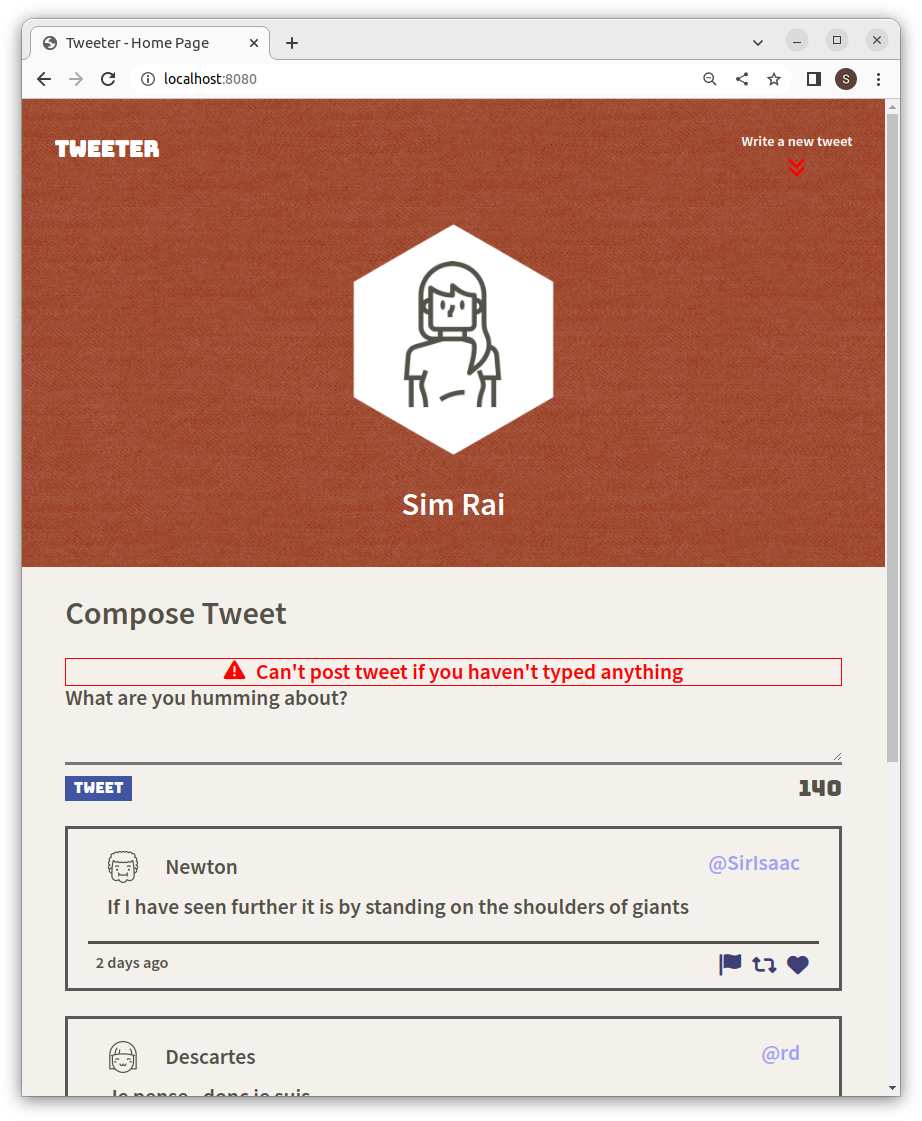 Tweeter - Home Page
localhost:8080
S
TWEETER
Write a new tweet
Sim Rai
Compose Tweet
Can't post tweet if you haven't typed anything
What are you humming about?
TWEET
140
Newton
@SirIsaac
If I have seen further it is by standing on the shoulders of giants
2 days ago
Descartes
@rd
Je pense , donc je suis